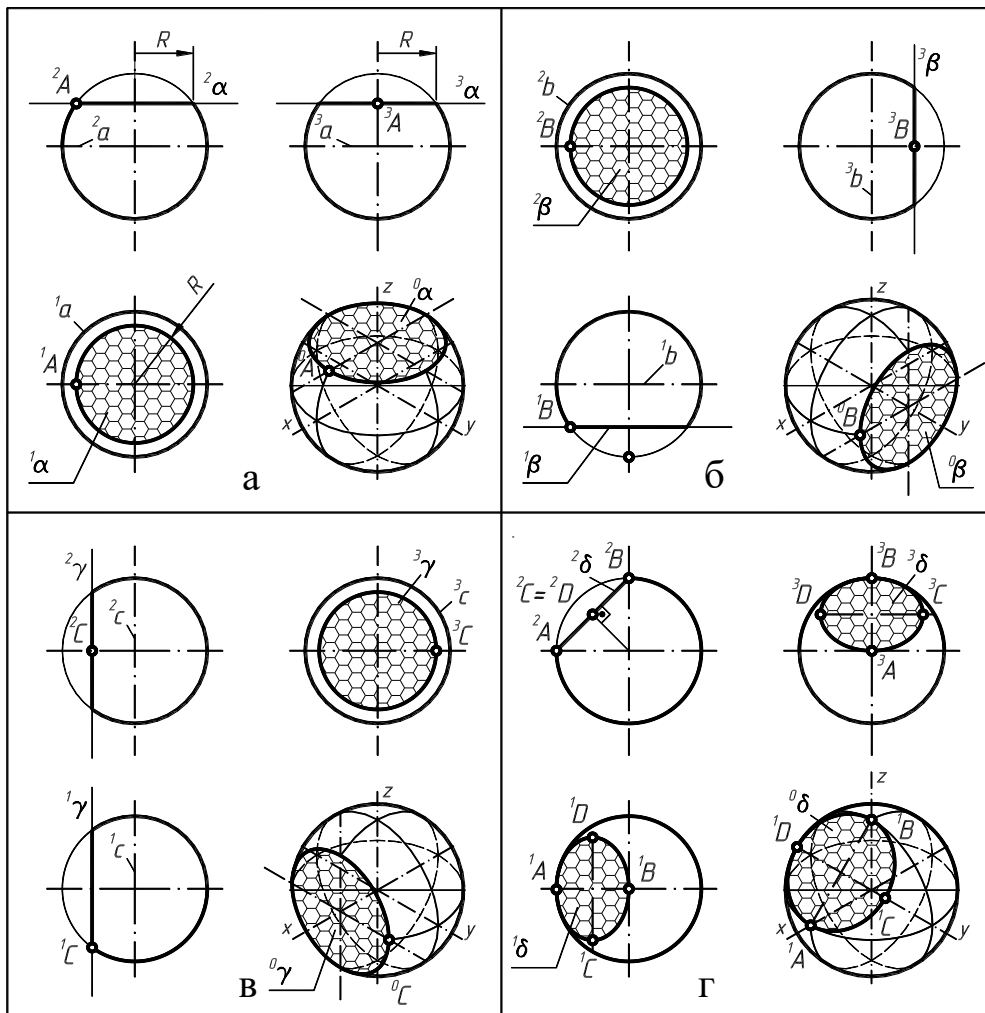 R R
²A ²α ³α
²a ³a ³A
¹a R z ⁰α
¹A ⁰A
x y
¹α
а
²b ³β
²B ³B
³b
²β
z
¹b
¹B ⁰B
x y
¹β ⁰β
б
²γ ³γ
²c ³c
²C ³C
¹γ z
¹c
x y
¹C ⁰γ ⁰C
в
²δ ²B ³B ³δ
²C=²D ³D ³C
²A ³A
z
¹D ⁰δ ¹D ¹B
¹A ¹B
x ¹C y
¹δ ¹C ¹A
г